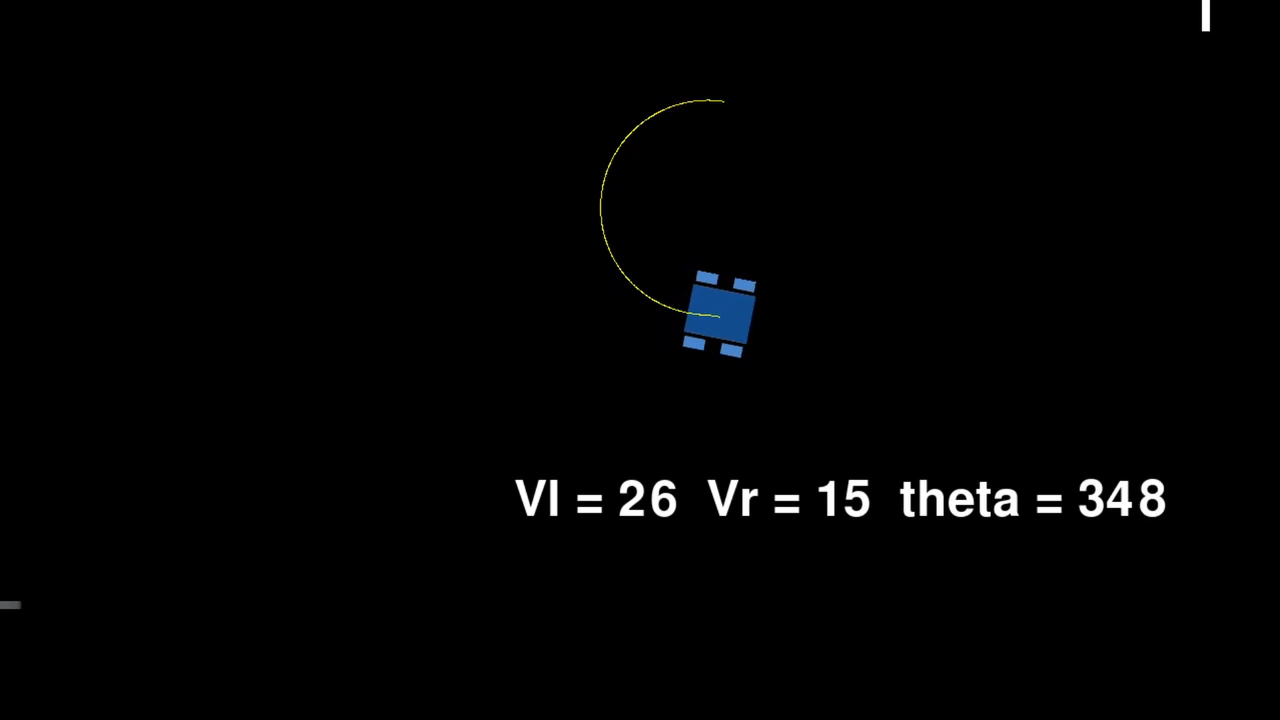 Vl = 26 Vr = 15 theta = 348